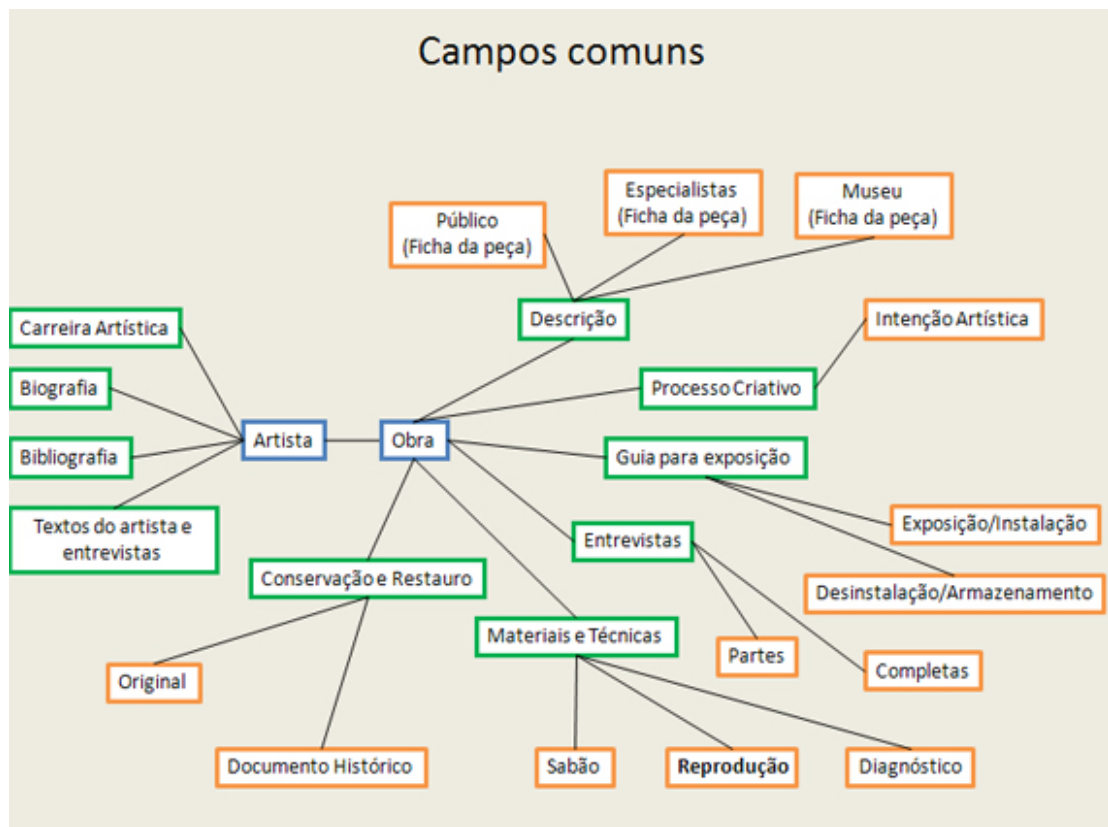 Campos comuns
Público
(Ficha da peça)
Especialistas
(Ficha da peça)
Museu
(Ficha da peça)
Descrição
Intenção Artística
Carreira Artística
Processo Criativo
Biografia
Artista
Obra
Bibliografia
Guia para exposição
Textos do artista e
entrevistas
Exposição/Instalação
Entrevistas
Conservação e Restauro
Desinstalação/Armazenamento
Materiais e Técnicas
Partes
Completas
Original
Documento Histórico
Sabão
Reprodução
Diagnóstico